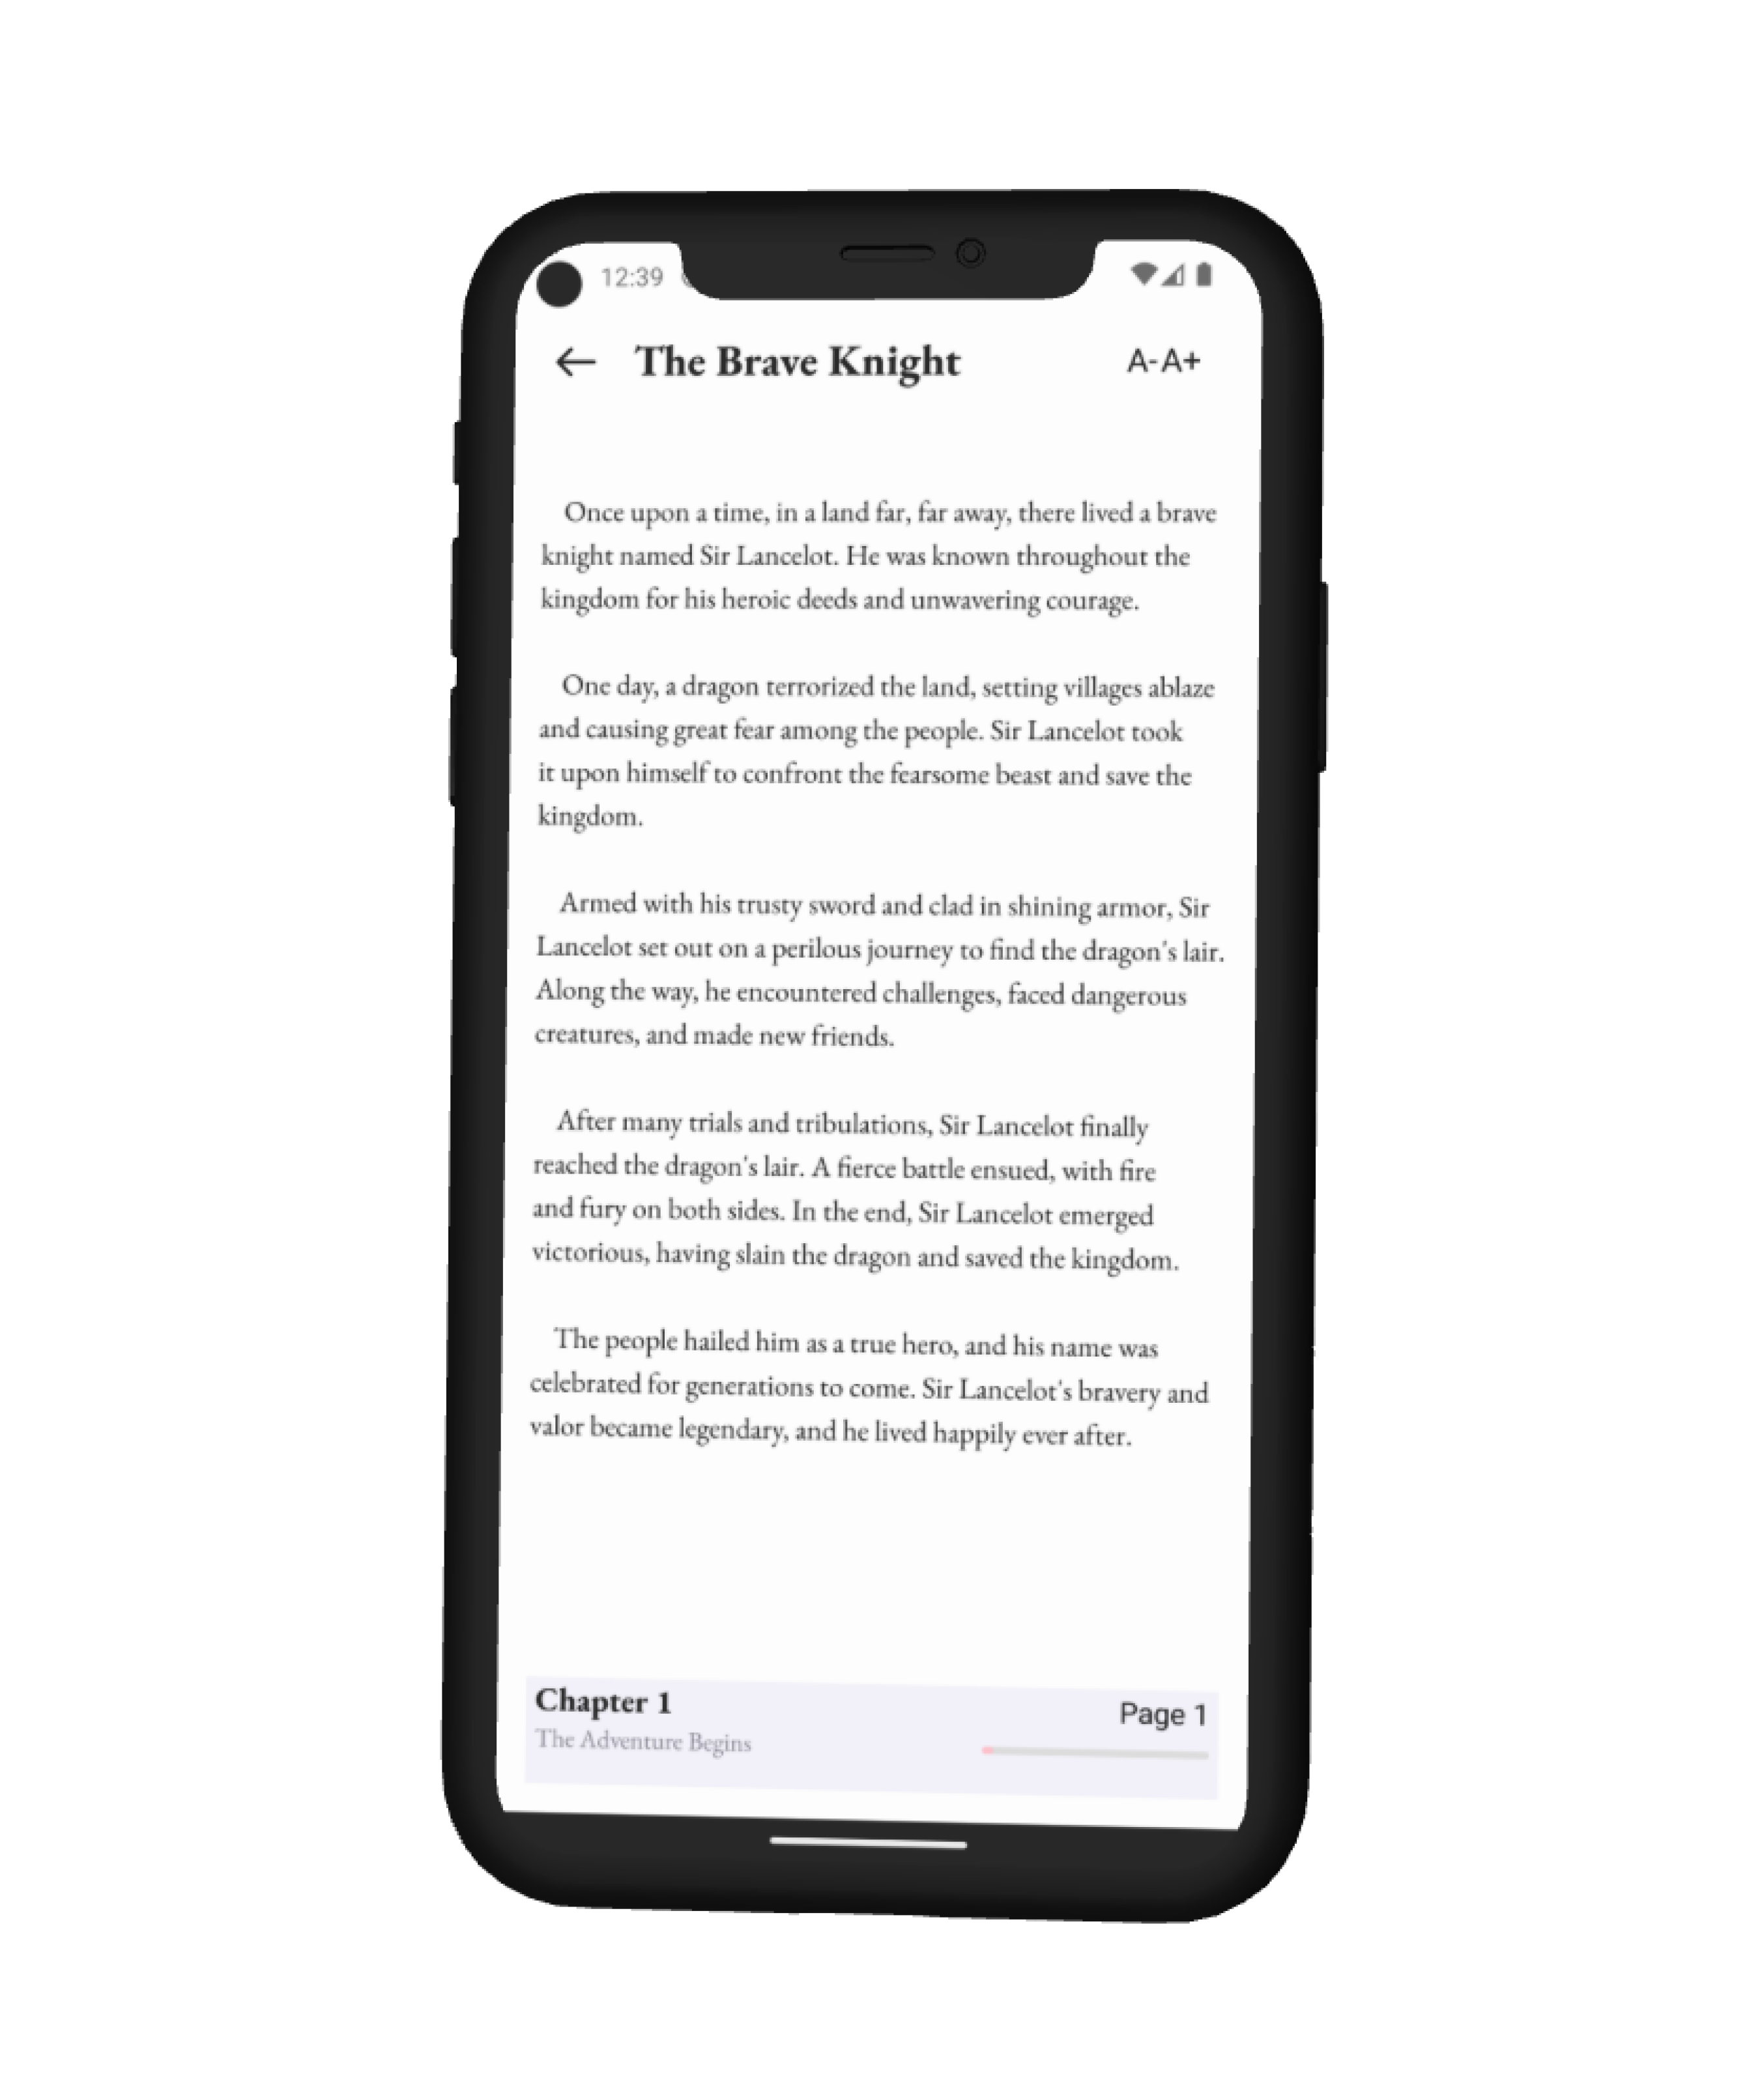 12:39
The Brave Knight
A- A+
Once upon a time, in a land far, far away, there lived a brave
knight named Sir Lancelot. He was known throughout the
kingdom for his heroic deeds and unwavering courage.
One day, a dragon terrorized the land, setting villages ablaze
and causing great fear among the people. Sir Lancelot took
it upon himself to confront the fearsome beast and save the
kingdom.
Armed with his trusty sword and clad in shining armor, Sir
Lancelot set out on a perilous journey to find the dragon's lair.
Along the way, he encountered challenges, faced dangerous
creatures, and made new friends.
After many trials and tribulations, Sir Lancelot finally
reached the dragon's lair. A fierce battle ensued, with fire
and fury on both sides. In the end, Sir Lancelot emerged
victorious, having slain the dragon and saved the kingdom.
The people hailed him as a true hero, and his name was
celebrated for generations to come. Sir Lancelot's bravery and
valor became legendary, and he lived happily ever after.
Chapter 1
Page 1
The Adventure Begins